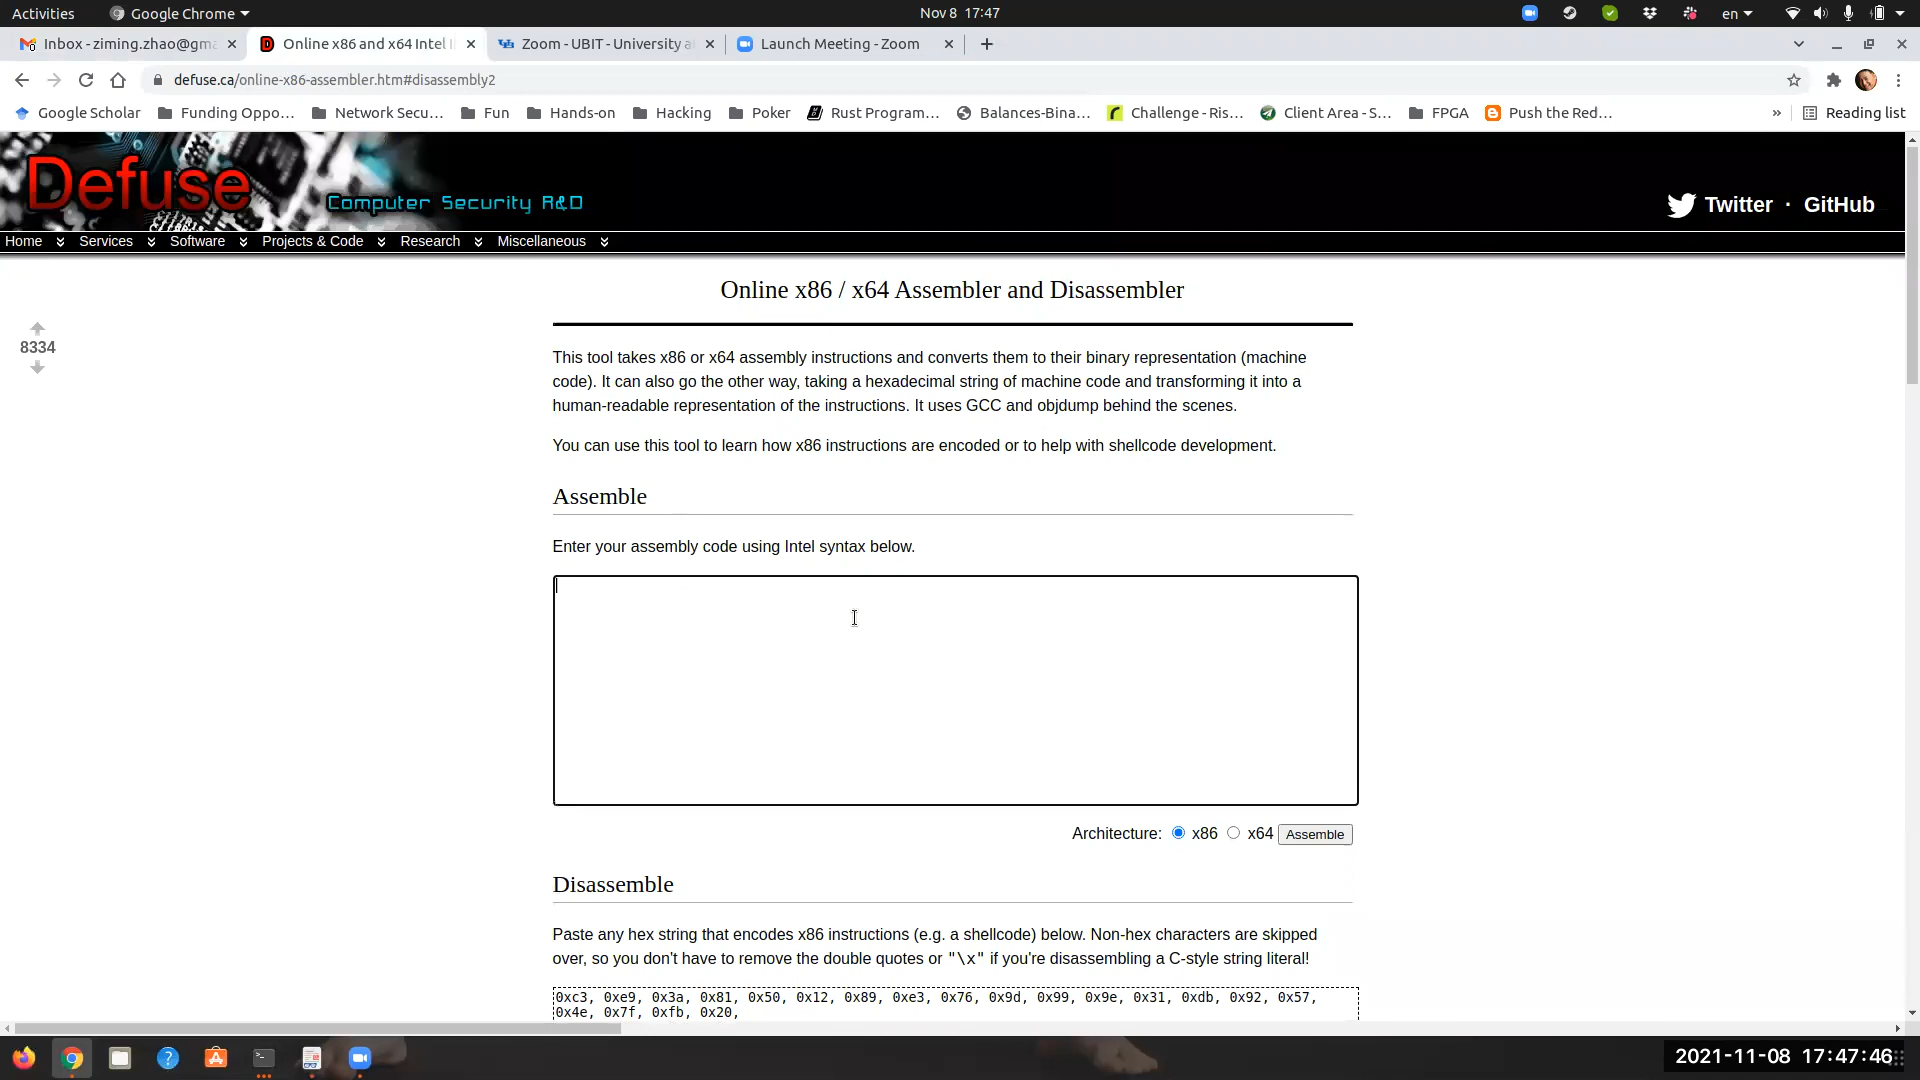 Activities Google Chrome Nov 8 17:47 en
Inbox - ziming.zhao@gma Online x86 and x64 Intel I Zoom - UBIT - University a Launch Meeting - Zoom
defuse.ca/online-x86-assembler.htm#disassembly2
Google Scholar Funding Oppo... Network Secu... Fun Hands-on Hacking Poker Rust Program... Balances-Bina... Challenge - Ris... Client Area - S... FPGA Push the Red... » Reading list
Defuse Computer Security R&D Twitter · GitHub
Home Services Software Projects & Code Research Miscellaneous
Online x86 / x64 Assembler and Disassembler
8334
This tool takes x86 or x64 assembly instructions and converts them to their binary representation (machine
code). It can also go the other way, taking a hexadecimal string of machine code and transforming it into a
human-readable representation of the instructions. It uses GCC and objdump behind the scenes.
You can use this tool to learn how x86 instructions are encoded or to help with shellcode development.
Assemble
Enter your assembly code using Intel syntax below.
Architecture: x86 x64 Assemble
Disassemble
Paste any hex string that encodes x86 instructions (e.g. a shellcode) below. Non-hex characters are skipped
over, so you don't have to remove the double quotes or "\x" if you're disassembling a C-style string literal!
0xc3, 0xe9, 0x3a, 0x81, 0x50, 0x12, 0x89, 0xe3, 0x76, 0x9d, 0x99, 0x9e, 0x31, 0xdb, 0x92, 0x57,
0x4e, 0x7f, 0xfb, 0x20,
2021-11-08 17:47:46